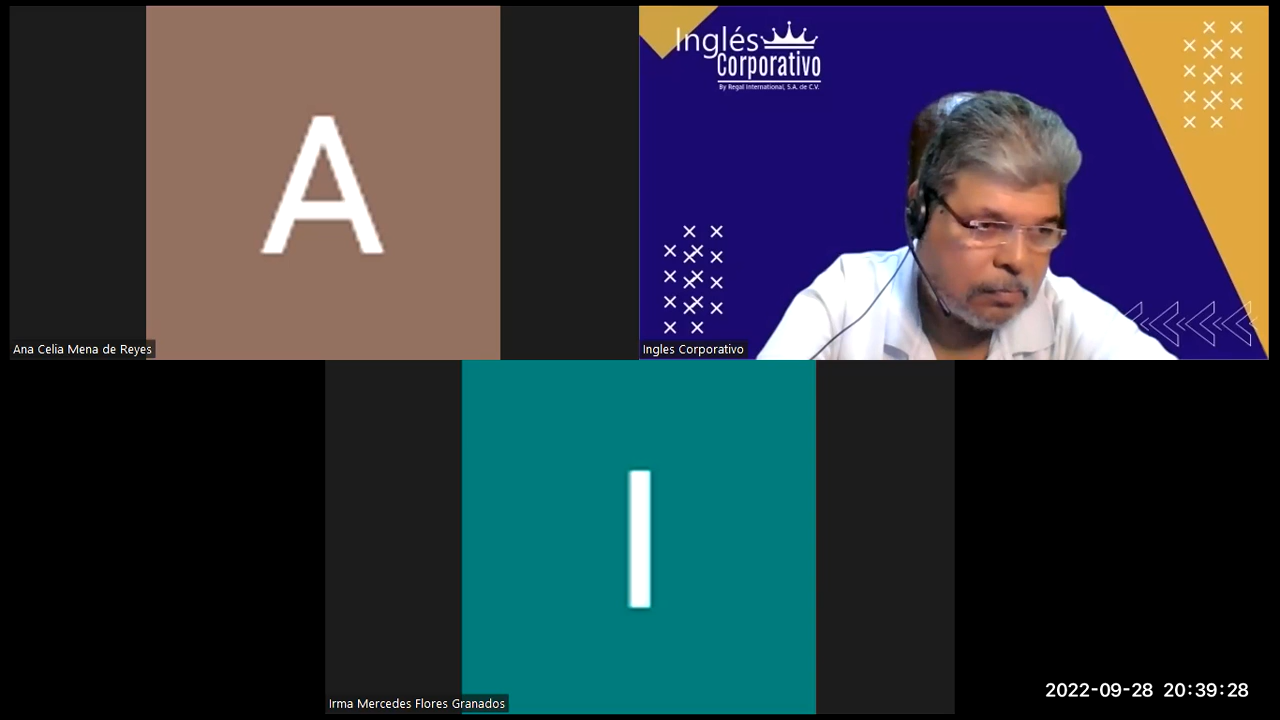 A
Ana Celia Mena de Reyes
Inglés
Corporativo
By Regal International, S.A. de C.V.
Ingles Corporativo
I
Irma Mercedes Flores Granados
2022-09-28 20:39:28